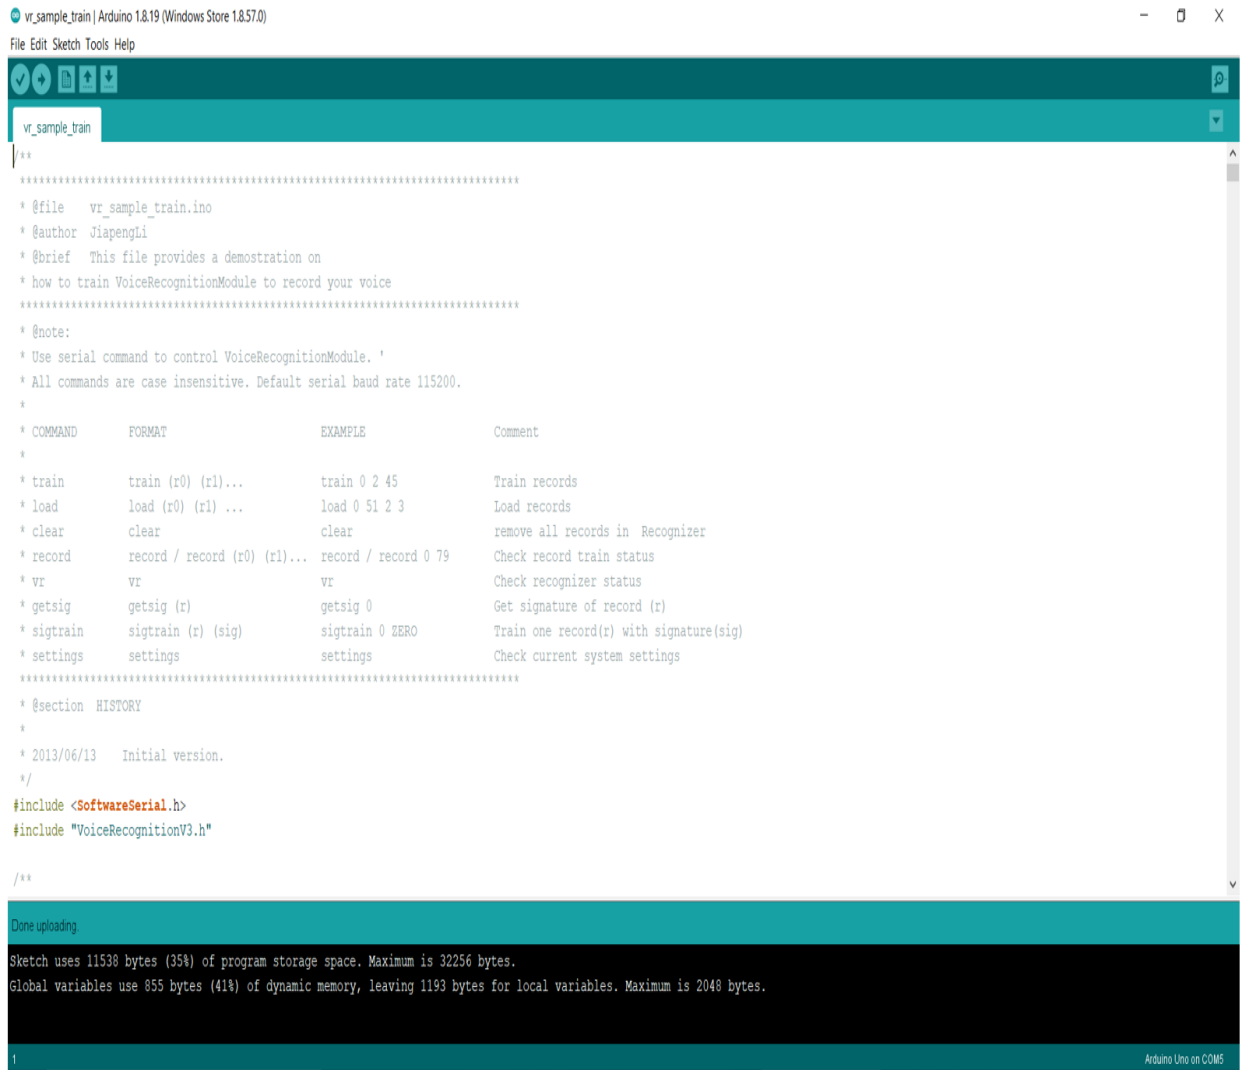 vr_sample_train | Arduino 1.8.19 (Windows Store 1.8.57.0)
File Edit Sketch Tools Help
vr_sample_train
/**
******************************************************************************
* @file    vr_sample_train.ino
* @author  JiapengLi
* @brief   This file provides a demostration on
* how to train VoiceRecognitionModule to record your voice
******************************************************************************
* @note:
* Use serial command to control VoiceRecognitionModule. '
* All commands are case insensitive. Default serial baud rate 115200.
*
* COMMAND        FORMAT                        EXAMPLE                    Comment
*
* train          train (r0) (r1)...            train 0 2 45               Train records
* load           load (r0) (r1) ...            load 0 51 2 3              Load records
* clear          clear                         clear                      remove all records in  Recognizer
* record         record / record (r0) (r1)...  record / record 0 79       Check record train status
* vr             vr                            vr                         Check recognizer status
* getsig         getsig (r)                    getsig 0                   Get signature of record (r)
* sigtrain       sigtrain (r) (sig)            sigtrain 0 ZERO            Train one record(r) with signature(sig)
* settings       settings                      settings                   Check current system settings
******************************************************************************
* @section  HISTORY
*
* 2013/06/13    Initial version.
*/
#include <SoftwareSerial.h>
#include "VoiceRecognitionV3.h"
/**
Done uploading.
Sketch uses 11538 bytes (35%) of program storage space. Maximum is 32256 bytes.
Global variables use 855 bytes (41%) of dynamic memory, leaving 1193 bytes for local variables. Maximum is 2048 bytes.
1
Arduino Uno on COM5